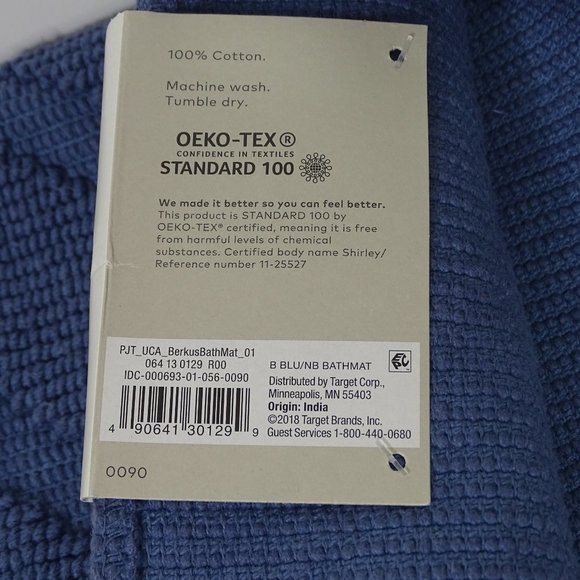 100% Cotton.
Machine wash.
Tumble dry.
OEKO-TEX®
CONFIDENCE IN TEXTILES
STANDARD 100
We made it better so you can feel better.
This product is STANDARD 100 by
OEKO-TEX® certified, meaning it is free
from harmful levels of chemical
substances. Certified body name Shirley/
Reference number 11-25527
PJT_UCA_BerkusBathMat_01
064 13 0129 R00
IDC-000693-01-056-0090
4 90641 30129 9
B BLU/NB BATHMAT
Distributed by Target Corp.,
Minneapolis, MN 55403
Origin: India
©2018 Target Brands, Inc.
Guest Services 1-800-440-0680
0090